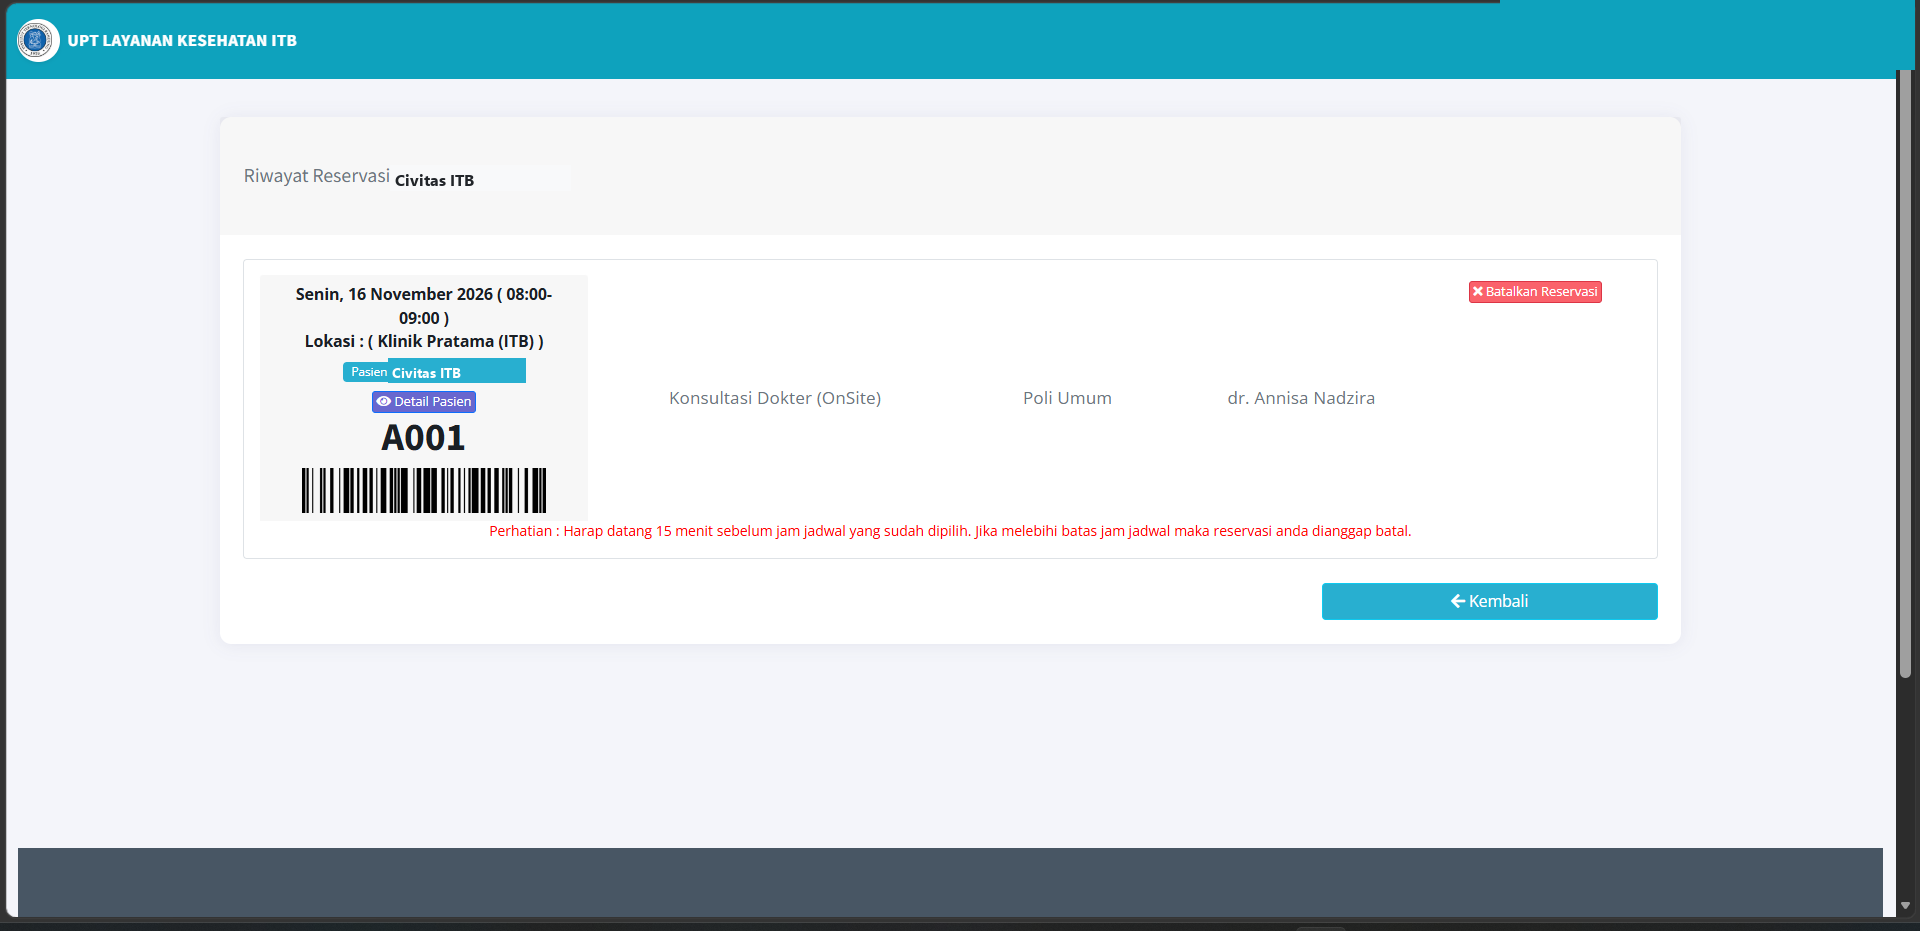 UPT LAYANAN KESEHATAN ITB
Riwayat Reservasi Civitas ITB
Senin, 16 November 2026 ( 08:00-
09:00 )
Lokasi : ( Klinik Pratama (ITB) )
Pasien Civitas ITB
Detail Pasien
A001
Konsultasi Dokter (OnSite)
Poli Umum
dr. Annisa Nadzira
Batalkan Reservasi
Perhatian : Harap datang 15 menit sebelum jam jadwal yang sudah dipilih. Jika melebihi batas jam jadwal maka reservasi anda dianggap batal.
Kembali